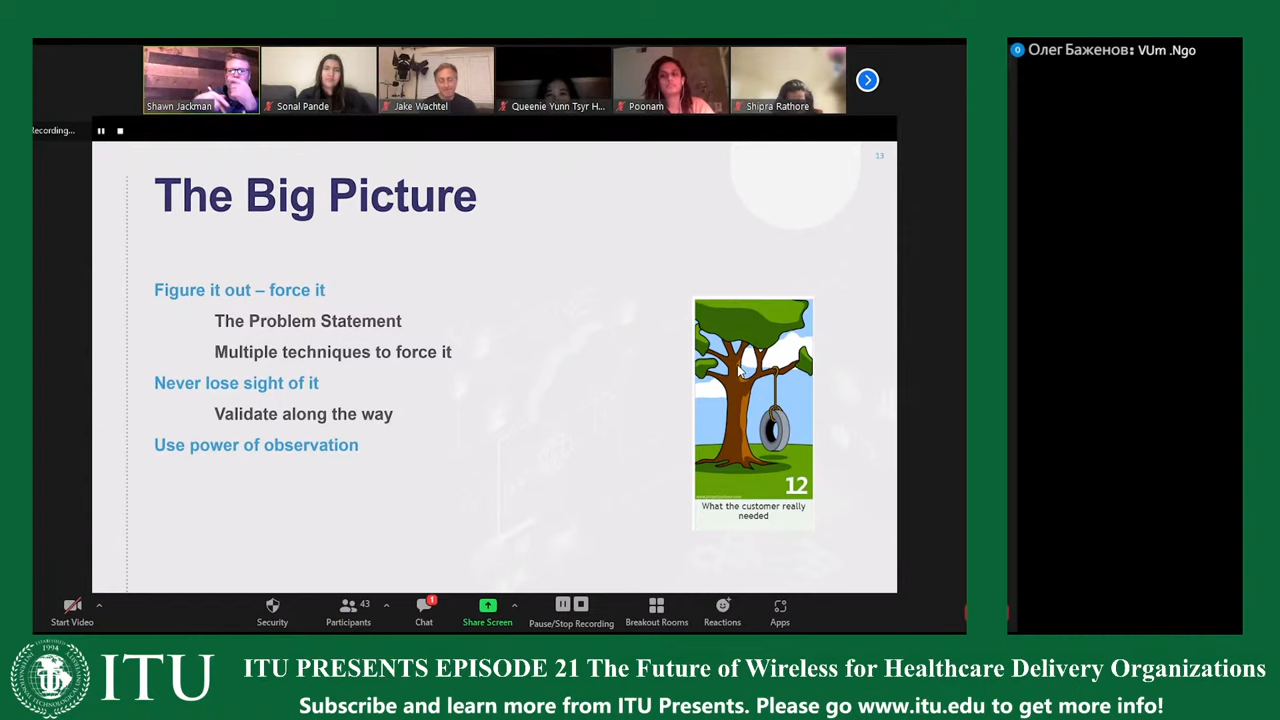 Олег Баженов: VUm .Ngo
Shawn Jackman
Sonal Pande
Jake Wachtel
Queenie Yunn Tsyr H...
Poonam
Shipra Rathore
ecording...
13
The Big Picture
Figure it out – force it
The Problem Statement
Multiple techniques to force it
Never lose sight of it
Validate along the way
Use power of observation
12
What the customer really
needed
Start Video
Security
43
Participants
1
Chat
Share Screen
Pause/Stop Recording
Breakout Rooms
Reactions
Apps
1994
ITU
ITU PRESENTS EPISODE 21 The Future of Wireless for Healthcare Delivery Organizations
Subscribe and learn more from ITU Presents. Please go www.itu.edu to get more info!